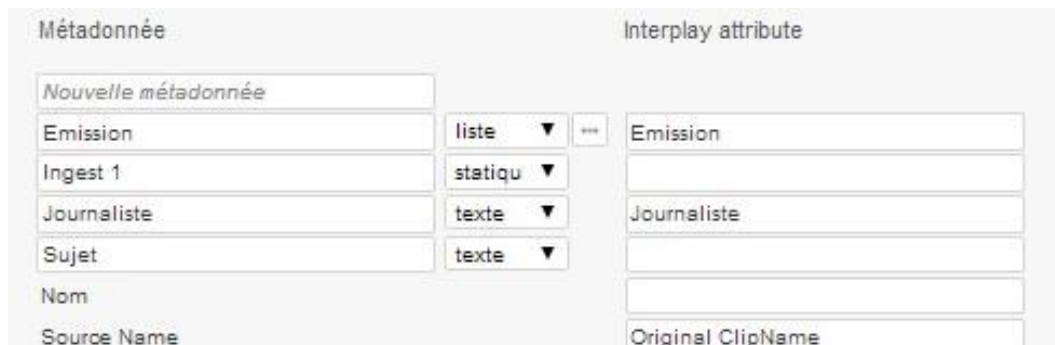 Métadonnée Interplay attribute
Nouvelle métadonnée
Emission liste Emission
Ingest 1 statiqu
Journaliste texte Journaliste
Sujet texte
Nom
Source Name Original ClipName